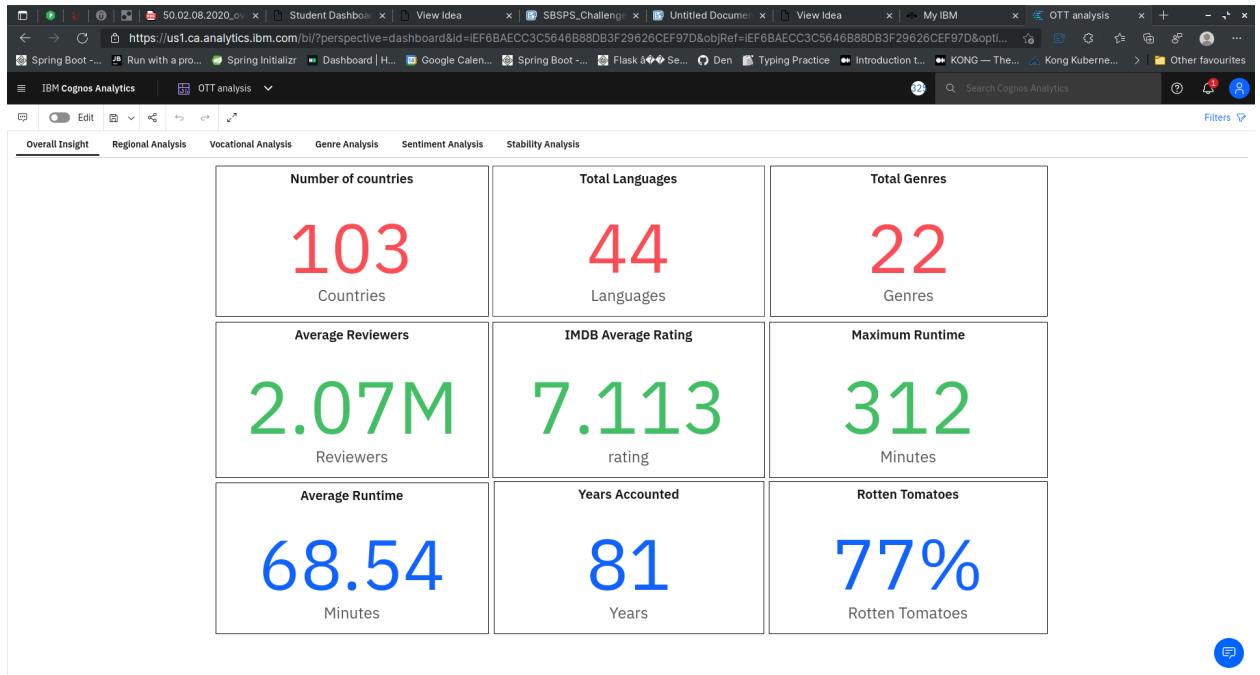 50.02.08.2020_ov Student Dashboa View Idea SBSPS_Challenge Untitled Documen View Idea My IBM OTT analysis
https://us1.ca.analytics.ibm.com/bi/?perspective=dashboard&id=iEF6BAECC3C5646B88DB3F29626CEF97D&objRef=iEF6BAECC3C5646B88DB3F29626CEF97D&opti...
Spring Boot -... Run with a pro... Spring Initializr Dashboard | H... Google Calen... Spring Boot -... Flask â�� Se... Den Typing Practice Introduction t... KONG — The... Kong Kuberne... Other favourites
IBM Cognos Analytics OTT analysis Search Cognos Analytics 1
Edit Filters
Overall Insight Regional Analysis Vocational Analysis Genre Analysis Sentiment Analysis Stability Analysis
Number of countries Total Languages Total Genres
103 44 22
Countries Languages Genres
Average Reviewers IMDB Average Rating Maximum Runtime
2.07M 7.113 312
Reviewers rating Minutes
Average Runtime Years Accounted Rotten Tomatoes
68.54 81 77%
Minutes Years Rotten Tomatoes